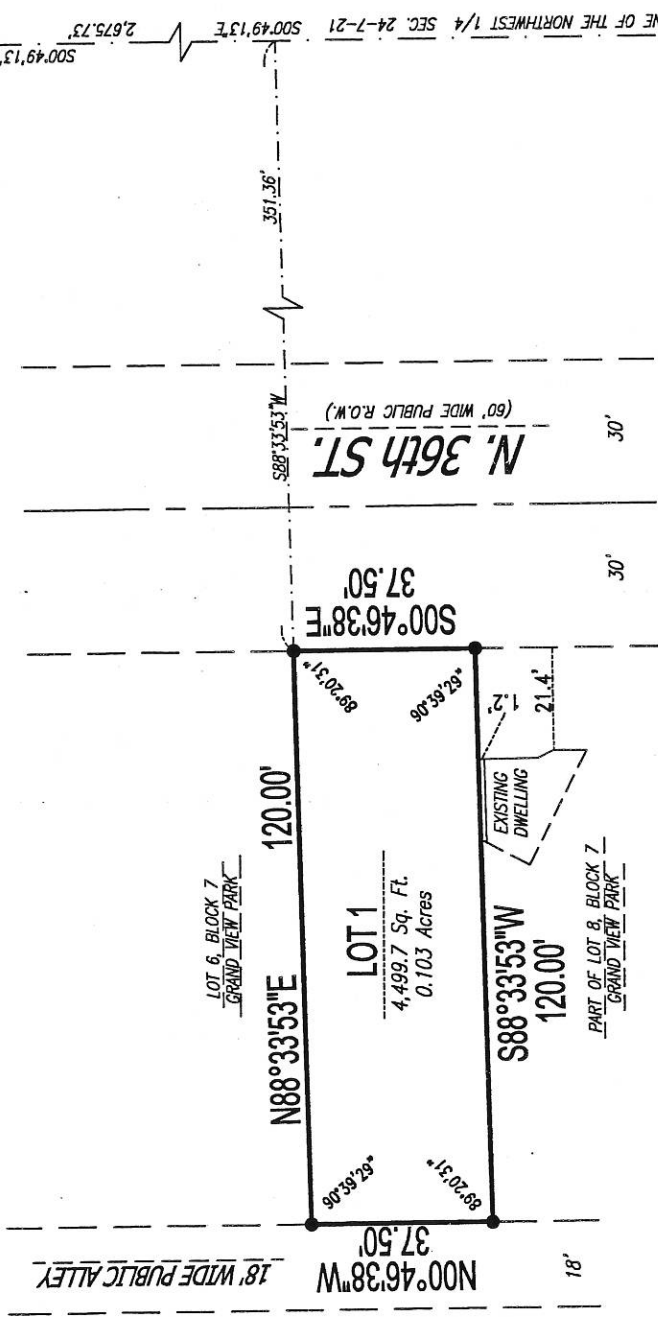 NE OF THE NORTHWEST 1/4 SEC. 24-7-21
S00°49'13"E
2,675.73'
S00°49'13"
351.36'
S88°33'53"W
N. 36th ST.
(60' WIDE PUBLIC R.O.W.)
30'
30'
S00°46'38"E
37.50'
89°20'31"
90°39'29"
1.2'
21.4'
EXISTING
DWELLING
120.00'
N88°33'53"E
LOT 6, BLOCK 7
GRAND VIEW PARK
LOT 1
4,499.7 Sq. Ft.
0.103 Acres
S88°33'53"W
120.00'
PART OF LOT 8, BLOCK 7
GRAND VIEW PARK
90°39'29"
89°20'31"
N00°46'38"W
37.50'
18' WIDE PUBLIC ALLEY
18'